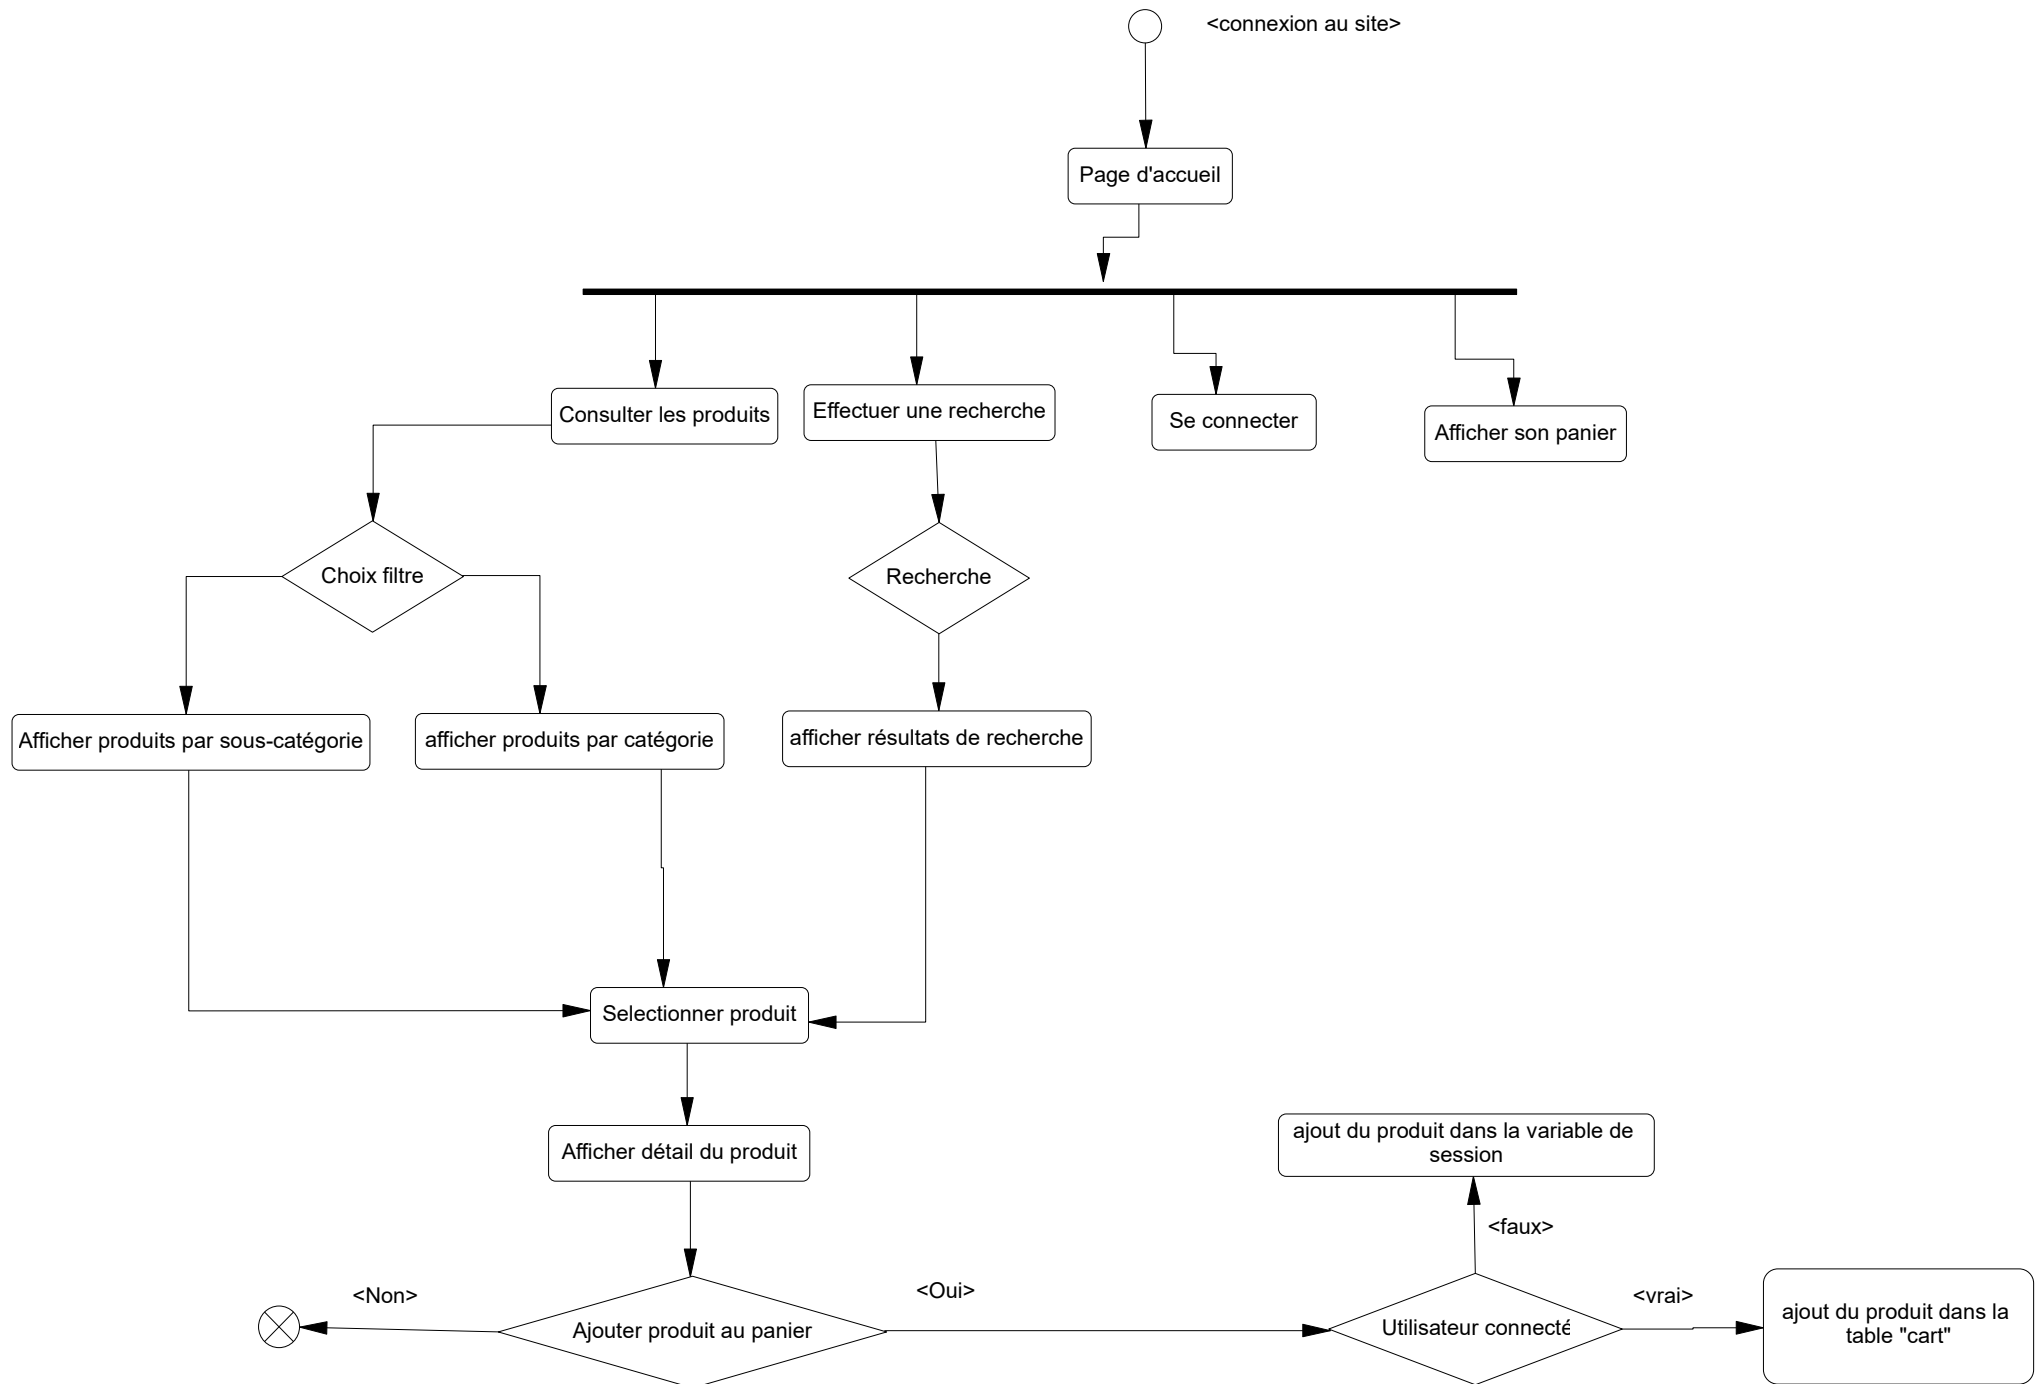 <connexion au site>
Page d'accueil
Consulter les produits
Effectuer une recherche
Se connecter
Afficher son panier
Choix filtre
Recherche
Afficher produits par sous-catégorie
afficher produits par catégorie
afficher résultats de recherche
Selectionner produit
Afficher détail du produit
ajout du produit dans la variable de
session
<faux>
<Non>
<Oui>
<vrai>
Ajouter produit au panier
Utilisateur connecté
ajout du produit dans la
table "cart"